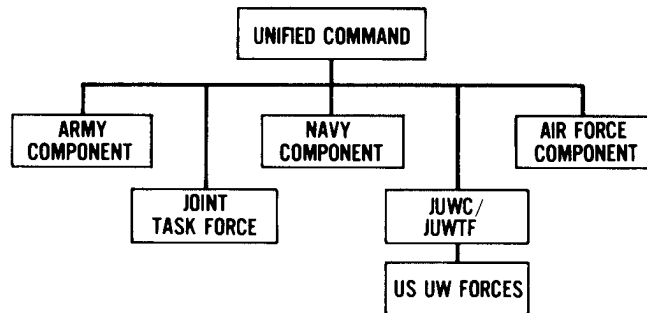 UNIFIED COMMAND
ARMY
COMPONENT
NAVY
COMPONENT
AIR FORCE
COMPONENT
JOINT
TASK FORCE
JUWC/
JUWTF
US UW FORCES